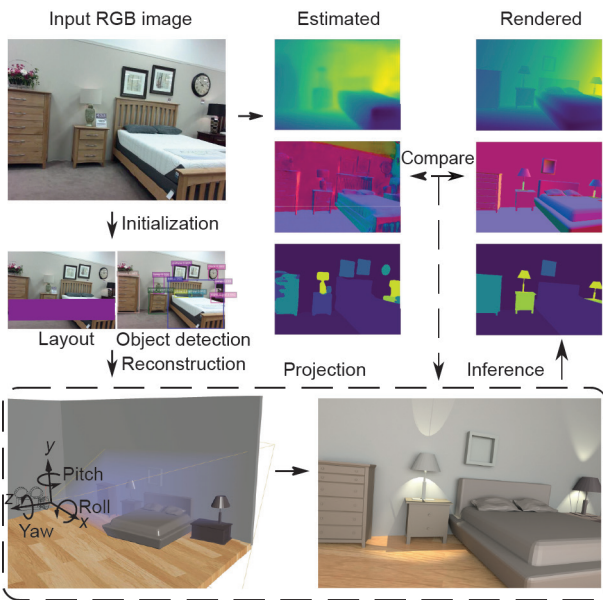 Input RGB image
Estimated
Rendered
Compare
Initialization
Layout
Object detection
Reconstruction
Projection
Inference
y
Pitch
z
Roll
x
Yaw